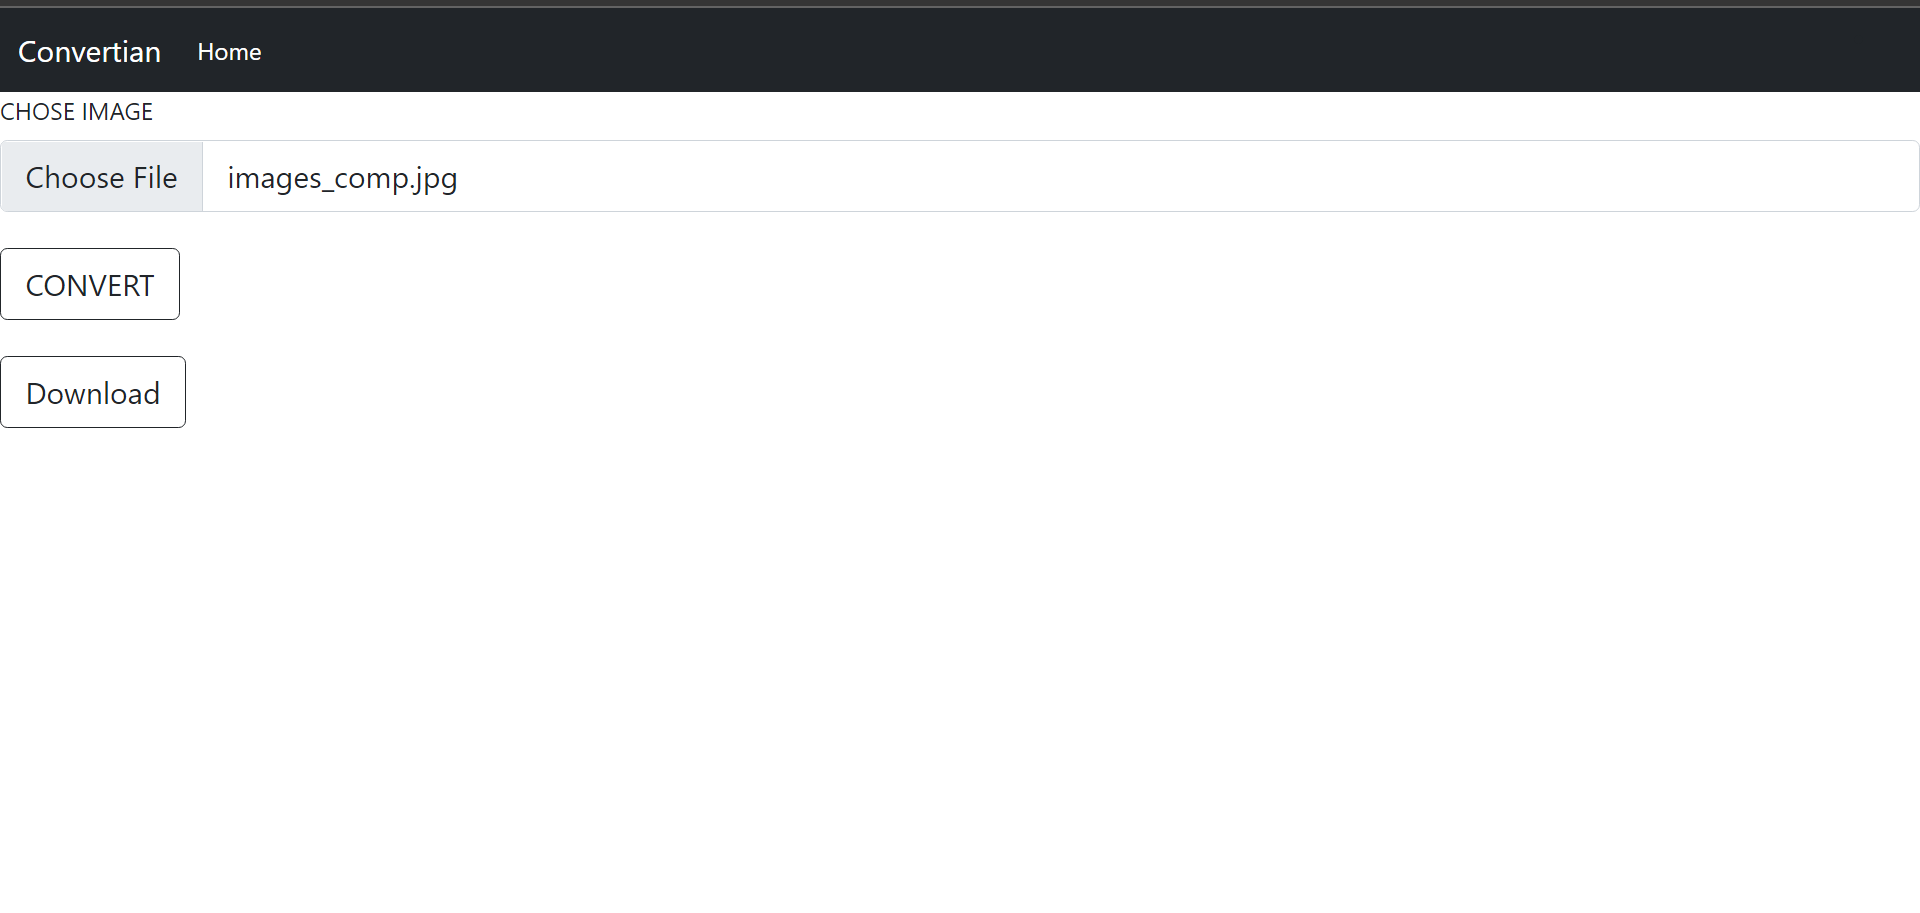 Convertian Home
CHOSE IMAGE
Choose File images_comp.jpg
CONVERT
Download